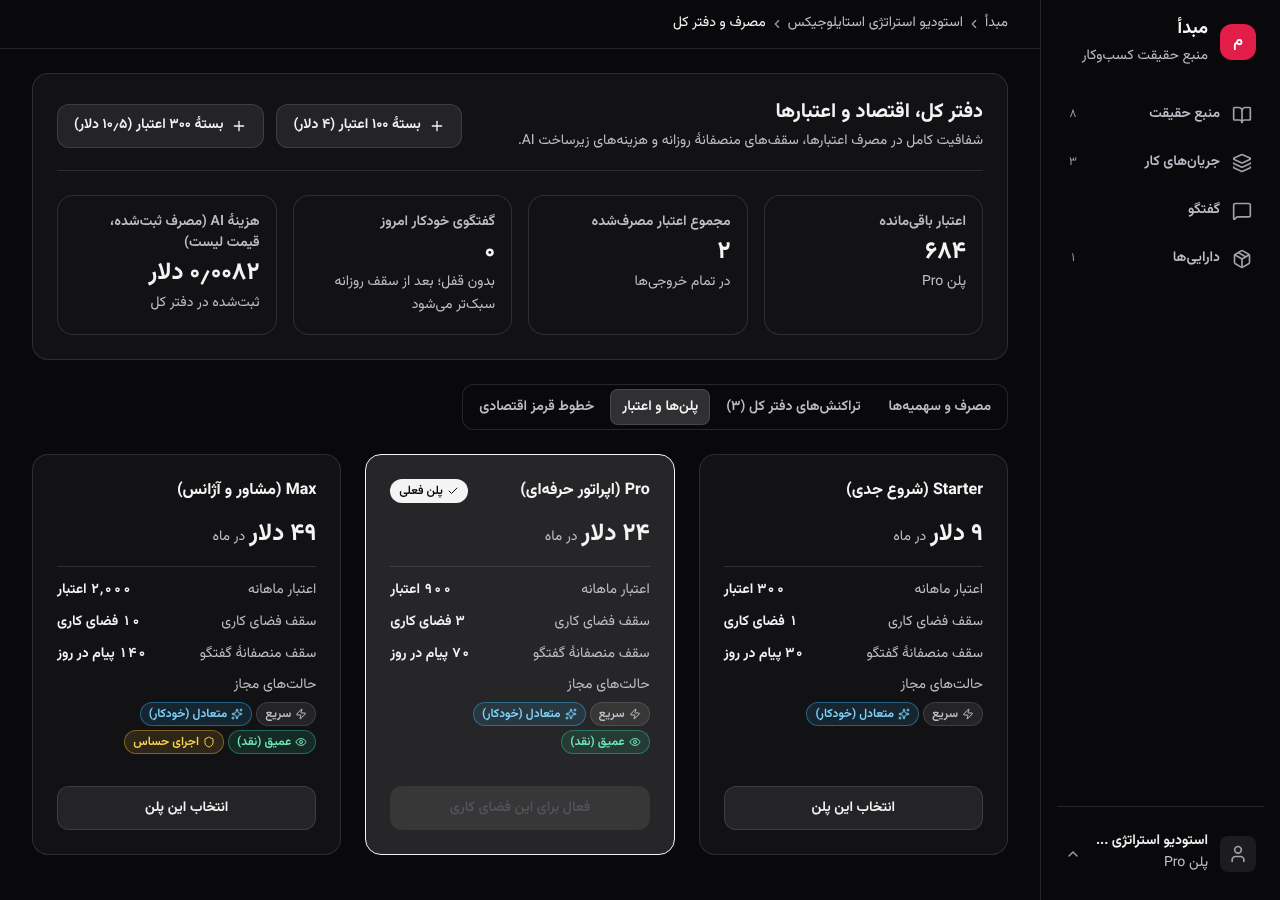 م
مبدأ
منبع حقیقت کسب‌وکار
منبع حقیقت
۸
جریان‌های کار
۳
گفتگو
دارایی‌ها
۱
استودیو استراتژی ...
پلن Pro
مبدأ
استودیو استراتژی استایلوجیکس
مصرف و دفتر کل
دفتر کل، اقتصاد و اعتبارها
شفافیت کامل در مصرف اعتبارها، سقف‌های منصفانهٔ روزانه و هزینه‌های زیرساخت AI.
بستهٔ ۱۰۰ اعتبار (۴ دلار)
بستهٔ ۳۰۰ اعتبار (۱۰٫۵ دلار)
اعتبار باقی‌مانده
۶۸۴
پلن Pro
مجموع اعتبار مصرف‌شده
۲
در تمام خروجی‌ها
گفتگوی خودکار امروز
۰
بدون قفل؛ بعد از سقف روزانه
سبک‌تر می‌شود
هزینهٔ AI (مصرف ثبت‌شده،
قیمت لیست)
۰٫۰۰۸۲ دلار
ثبت‌شده در دفتر کل
مصرف و سهمیه‌ها
تراکنش‌های دفتر کل (۳)
پلن‌ها و اعتبار
خطوط قرمز اقتصادی
Starter (شروع جدی)
۹ دلار در ماه
اعتبار ماهانه
۳۰۰ اعتبار
سقف فضای کاری
۱ فضای کاری
سقف منصفانهٔ گفتگو
۳۰ پیام در روز
حالت‌های مجاز
سریع
متعادل (خودکار)
انتخاب این پلن
Pro (اپراتور حرفه‌ای)
پلن فعلی
۲۴ دلار در ماه
اعتبار ماهانه
۹۰۰ اعتبار
سقف فضای کاری
۳ فضای کاری
سقف منصفانهٔ گفتگو
۷۰ پیام در روز
حالت‌های مجاز
سریع
متعادل (خودکار)
عمیق (نقد)
فعال برای این فضای کاری
Max (مشاور و آژانس)
۴۹ دلار در ماه
اعتبار ماهانه
۲,۰۰۰ اعتبار
سقف فضای کاری
۱۰ فضای کاری
سقف منصفانهٔ گفتگو
۱۴۰ پیام در روز
حالت‌های مجاز
سریع
متعادل (خودکار)
عمیق (نقد)
اجرای حساس
انتخاب این پلن